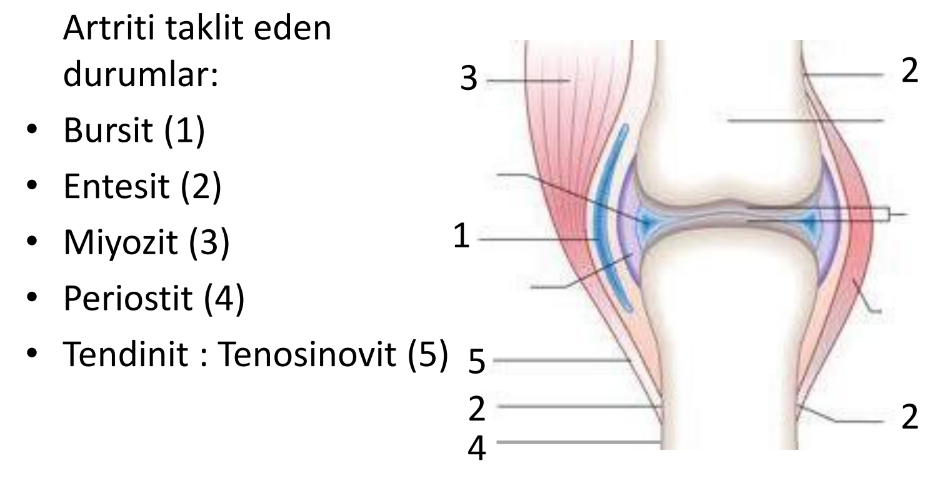 Artriti taklit eden
durumlar:
• Bursit (1)
• Entesit (2)
• Miyozit (3)
• Periostit (4)
• Tendinit : Tenosinovit (5)
3
2
1
5
2
2
4